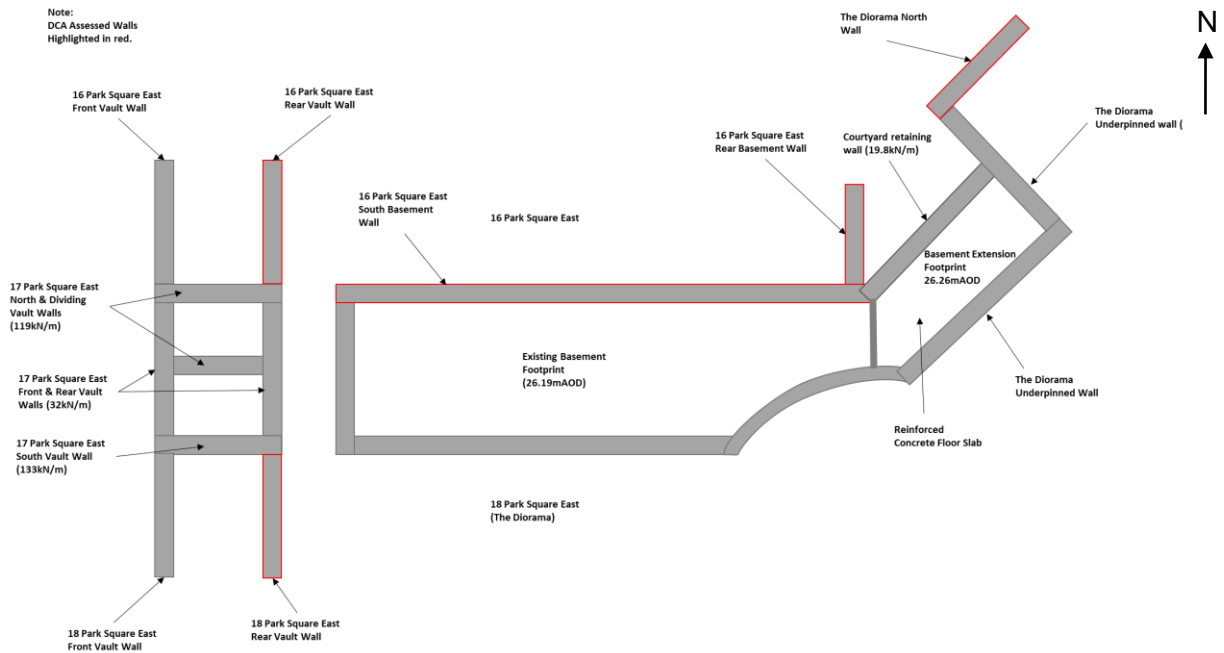 Note:
DCA Assessed Walls
Highlighted in red.
The Diorama North
Wall
N
16 Park Square East
Front Vault Wall
16 Park Square East
Rear Vault Wall
The Diorama
Underpinned wall (
16 Park Square East
Rear Basement Wall
Courtyard retaining
wall (19.8kN/m)
16 Park Square East
South Basement
Wall
16 Park Square East
Basement Extension
Footprint
26.26mAOD
17 Park Square East
North & Dividing
Vault Walls
(119kN/m)
Existing Basement
Footprint
(26.19mAOD)
17 Park Square East
Front & Rear Vault
Walls (32kN/m)
The Diorama
Underpinned Wall
Reinforced
Concrete Floor Slab
17 Park Square East
South Vault Wall
(133kN/m)
18 Park Square East
(The Diorama)
18 Park Square East
Front Vault Wall
18 Park Square East
Rear Vault Wall